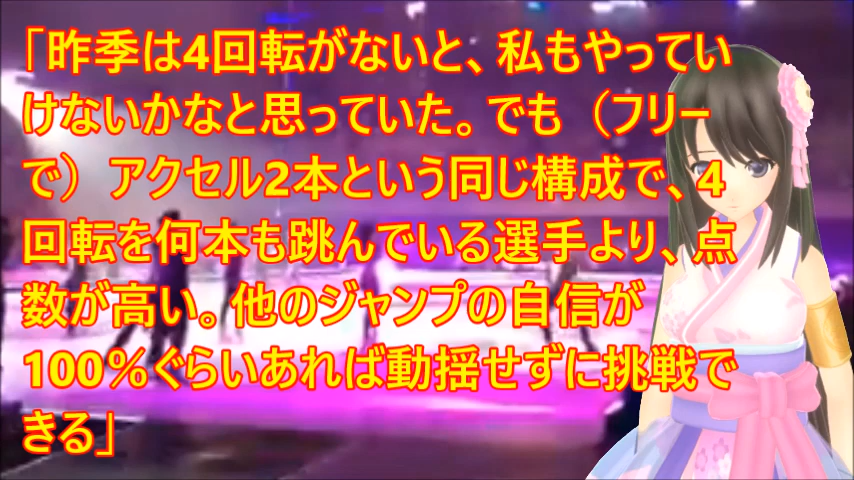 「昨季は4回転がないと、私もやってい
けないかなと思っていた。でも（フリー
で）アクセル2本という同じ構成で、4
回転を何本も跳んでいる選手より、点
数が高い。他のジャンプの自信が
100％ぐらいあれば動揺せずに挑戦で
きる」